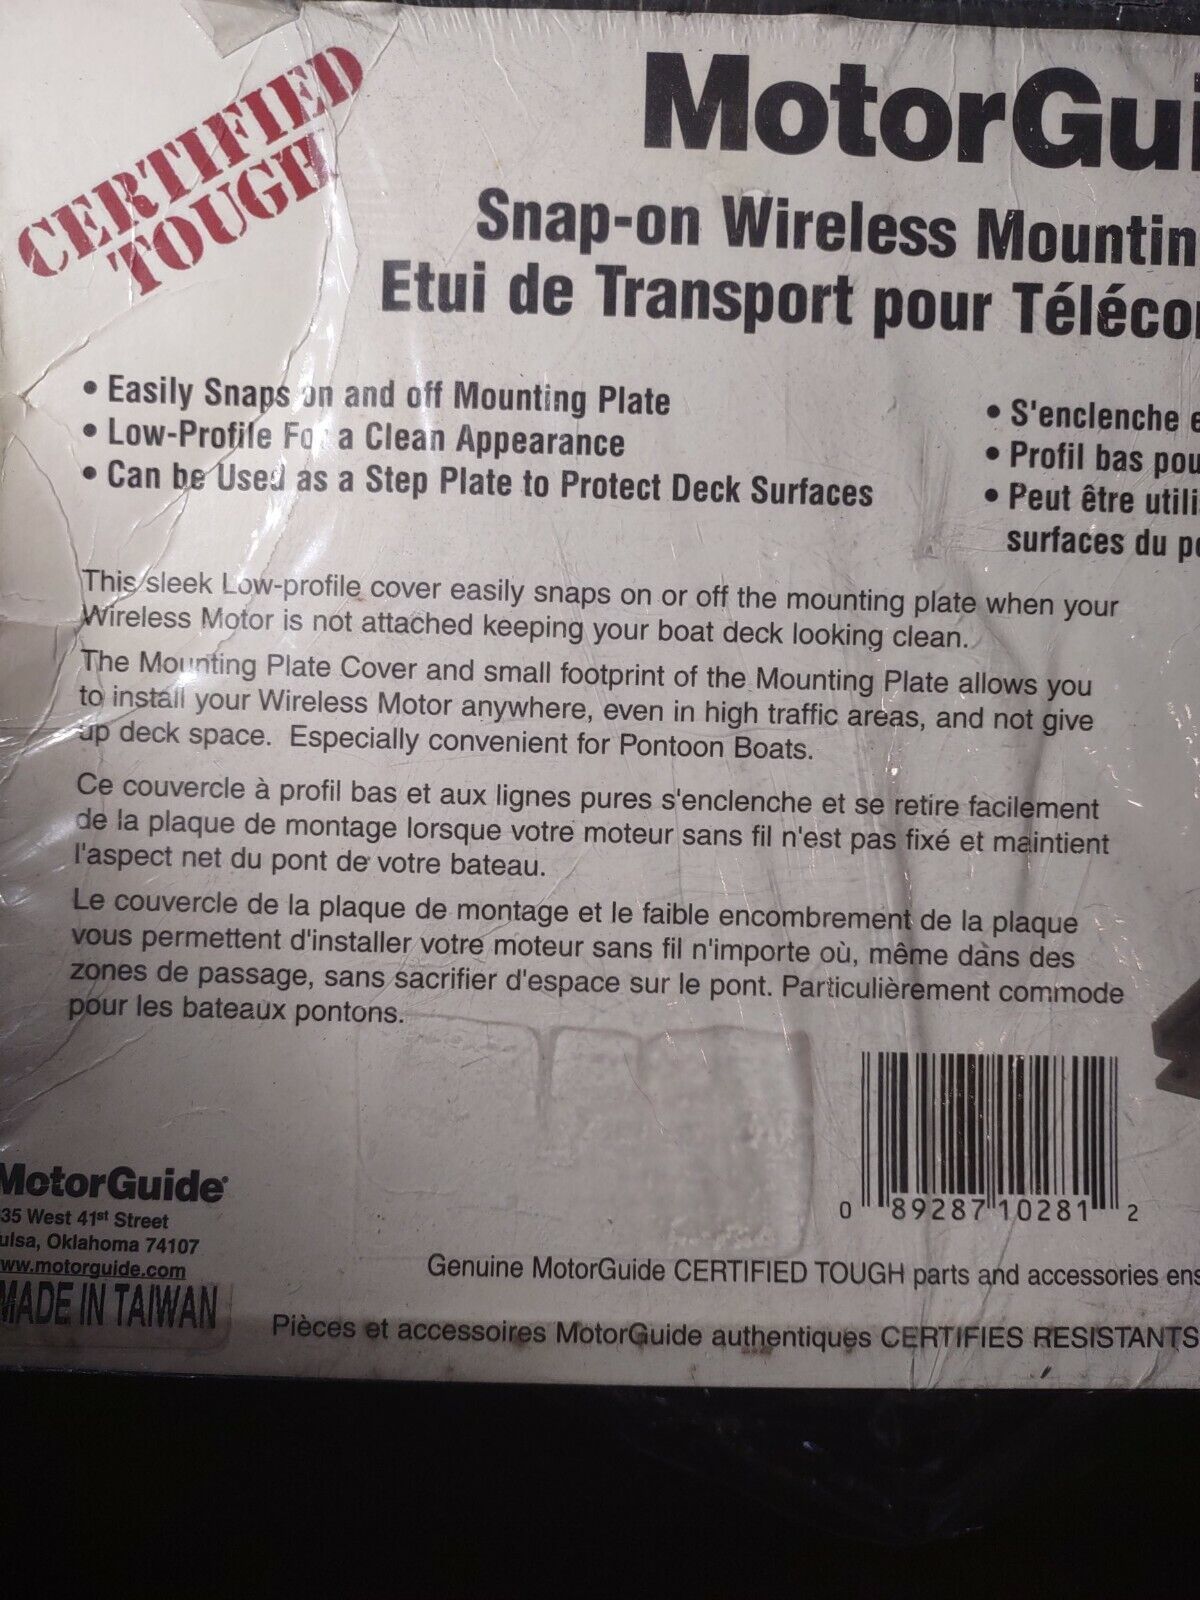 CERTIFIED
TOUGH
MotorGui
Snap-on Wireless Mountin
Etui de Transport pour Téléco
• Easily Snaps on and off Mounting Plate
• Low-Profile For a Clean Appearance
• Can be Used as a Step Plate to Protect Deck Surfaces
• S'enclenche e
• Profil bas pou
• Peut être utili
surfaces du po
This sleek Low-profile cover easily snaps on or off the mounting plate when your
Wireless Motor is not attached keeping your boat deck looking clean.
The Mounting Plate Cover and small footprint of the Mounting Plate allows you
to install your Wireless Motor anywhere, even in high traffic areas, and not give
up deck space. Especially convenient for Pontoon Boats.
Ce couvercle à profil bas et aux lignes pures s'enclenche et se retire facilement
de la plaque de montage lorsque votre moteur sans fil n'est pas fixé et maintient
l'aspect net du pont de votre bateau.
Le couvercle de la plaque de montage et le faible encombrement de la plaque
vous permettent d'installer votre moteur sans fil n'importe où, même dans des
zones de passage, sans sacrifier d'espace sur le pont. Particulièrement commode
pour les bateaux pontons.
0 89287 10281 2
MotorGuide®
35 West 41st Street
ulsa, Oklahoma 74107
ww.motorguide.com
MADE IN TAIWAN
Genuine MotorGuide CERTIFIED TOUGH parts and accessories ens
Pièces et accessoires MotorGuide authentiques CERTIFIES RESISTANTS